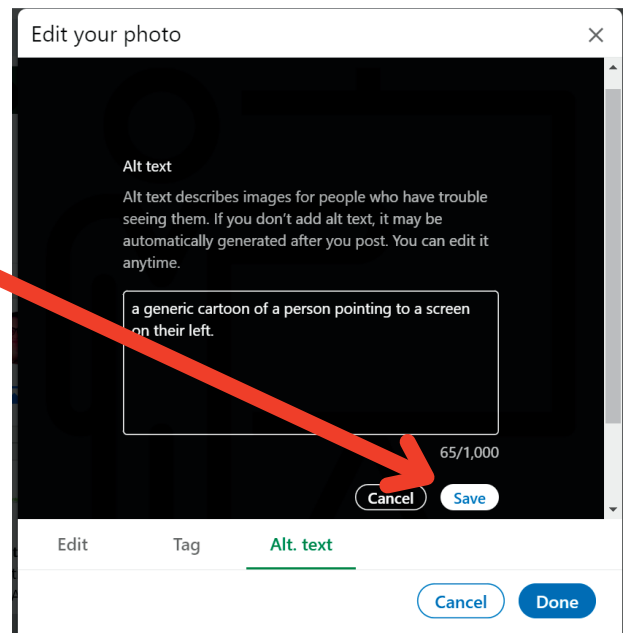 Edit your photo
Alt text
Alt text describes images for people who have trouble
seeing them. If you don't add alt text, it may be
automatically generated after you post. You can edit it
anytime.
a generic cartoon of a person pointing to a screen
on their left.
65/1,000
Cancel Save
Edit Tag Alt. text
Cancel Done